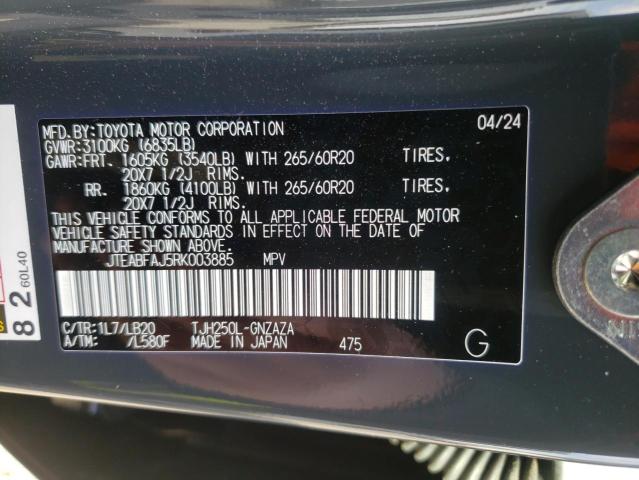 MFD.BY:TOYOTA MOTOR CORPORATION 04/24
GVWR:3100KG (6835LB)
GAWR:FRT. 1605KG (3540LB) WITH 265/60R20 TIRES.
20X7 1/2J RIMS.
RR. 1860KG (4100LB) WITH 265/60R20 TIRES.
20X7 1/2J RIMS.
THIS VEHICLE CONFORMS TO ALL APPLICABLE FEDERAL MOTOR
VEHICLE SAFETY STANDARDS IN EFFECT ON THE DATE OF
MANUFACTURE SHOWN ABOVE.
JTEABFAJ5RK003885 MPV
C/TR:1L7/LB20 TJH250L-GNZAZA
A/TM: /L580F MADE IN JAPAN 475 G
82 60L40